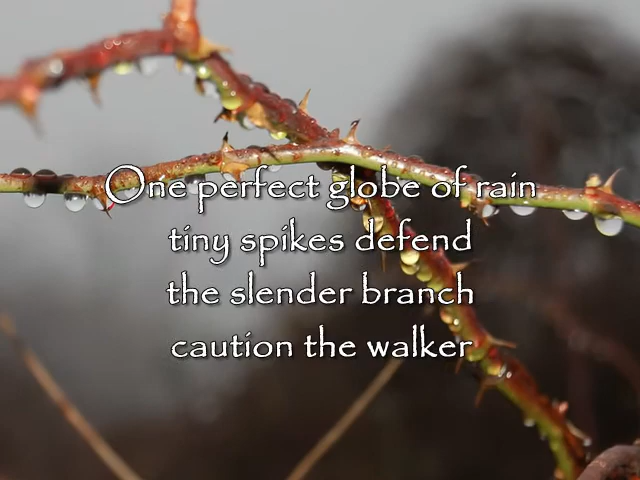 One perfect globe of rain
tiny spikes defend
the slender branch
caution the walker